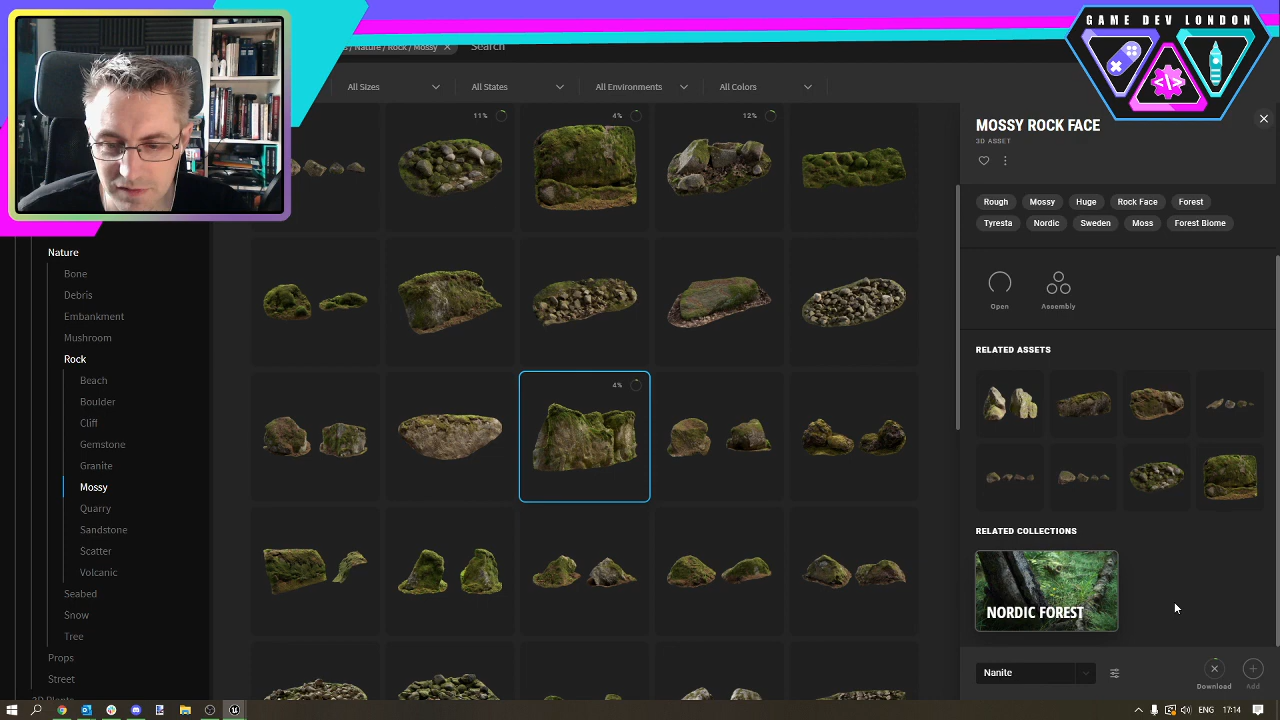 GAME DEV LONDON
/ Nature / Rock / Mossy ×
Search
All Sizes
All States
All Environments
All Colors
MOSSY ROCK FACE
3D ASSET
11%
4%
12%
Rough
Mossy
Huge
Rock Face
Forest
Tyresta
Nordic
Sweden
Moss
Forest Biome
Nature
Bone
Debris
Embankment
Mushroom
Rock
Beach
Boulder
Cliff
Gemstone
Granite
Mossy
Quarry
Sandstone
Scatter
Volcanic
Seabed
Snow
Tree
Props
Street
3D Plants
4%
Open
Assembly
RELATED ASSETS
RELATED COLLECTIONS
NORDIC FOREST
Nanite
Download
Add
ENG
17:14